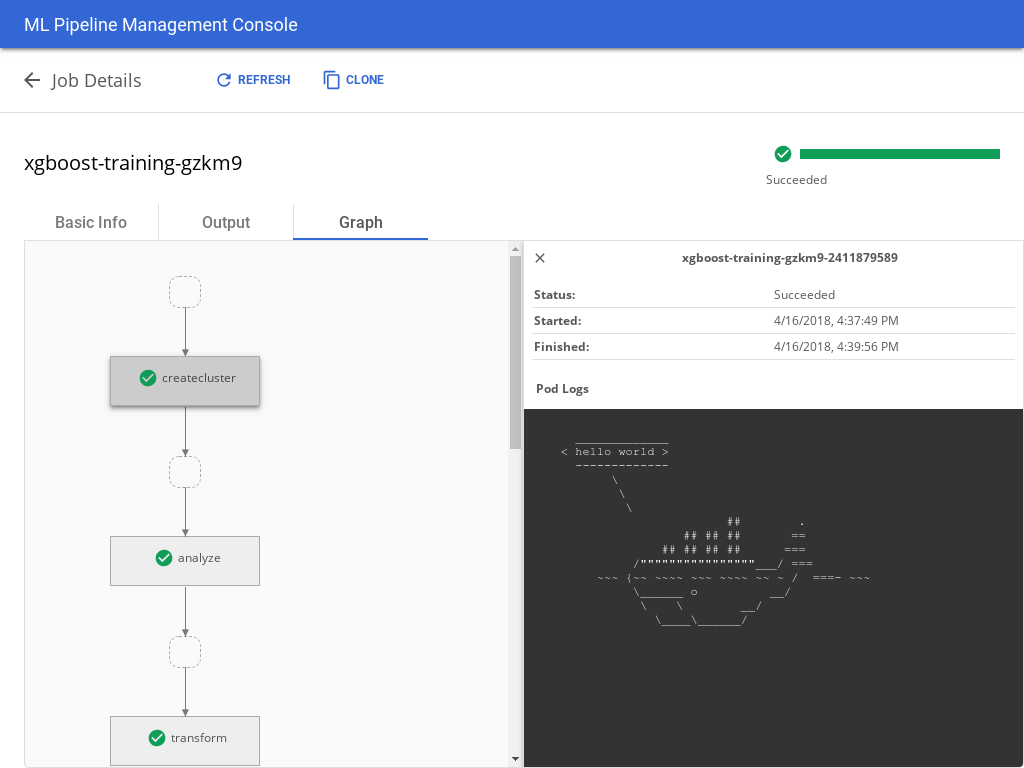 ML Pipeline Management Console
Job Details
REFRESH
CLONE
xgboost-training-gzkm9
Succeeded
Basic Info
Output
Graph
createcluster
analyze
transform
xgboost-training-gzkm9-2411879589
Status: Succeeded
Started: 4/16/2018, 4:37:49 PM
Finished: 4/16/2018, 4:39:56 PM
Pod Logs
_____________
< hello world >
-------------
\
\
\
## .
## ## ## ==
## ## ## ## ===
/""""""""""""""""___/ ===
~~~ {~~ ~~~~ ~~~ ~~~~ ~~ ~ / ===- ~~~
\______ o __/
\ \ __/
\____\______/